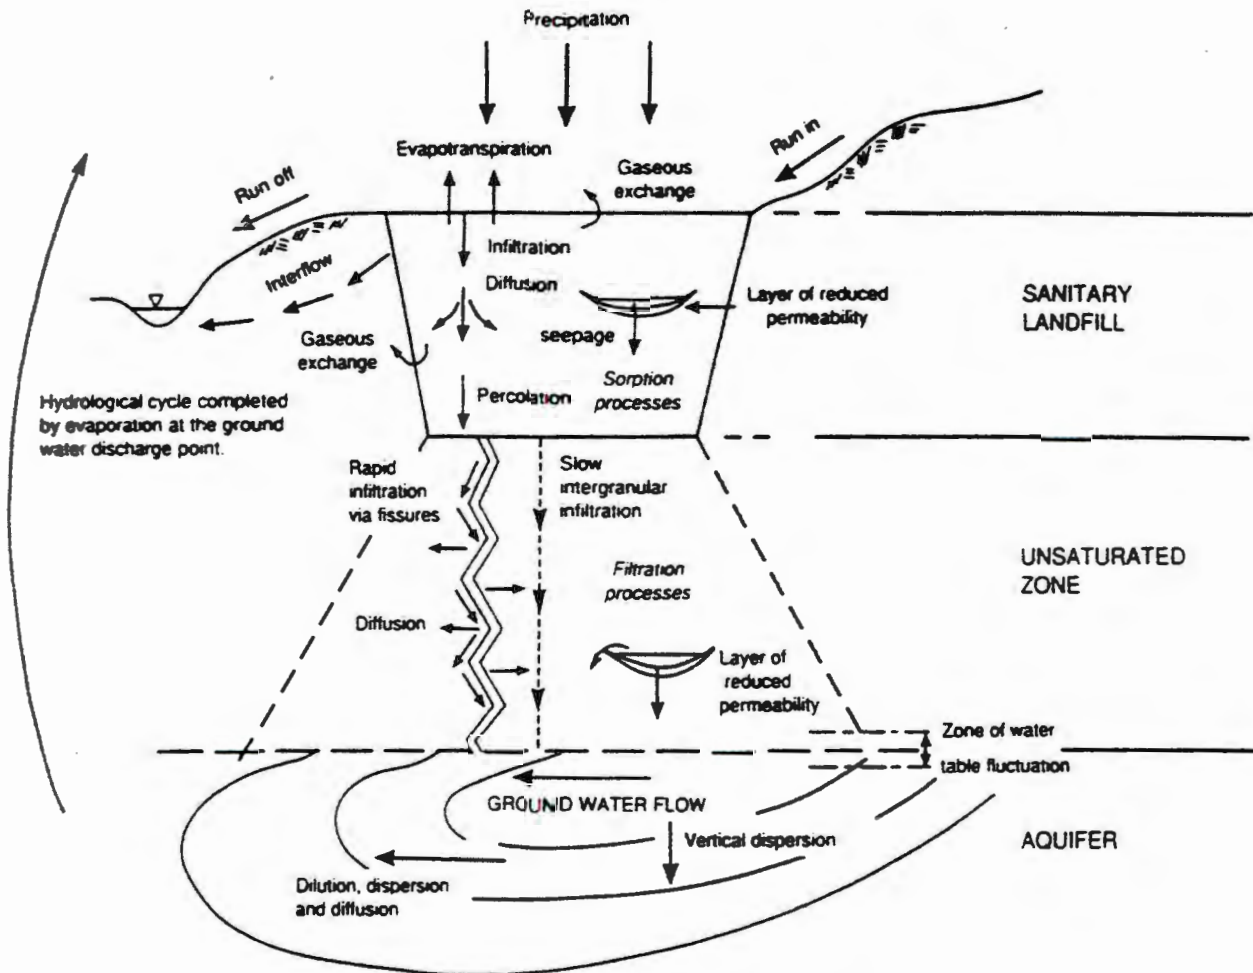 Precipitation
Evapotranspiration
Gaseous
exchange
Run in
Run off
Infiltration
Interflow
Diffusion
Layer of reduced
permeability
SANITARY
LANDFILL
seepage
Gaseous
exchange
Percolation
Sorption
processes
Hydrological cycle completed
by evaporation at the ground
water discharge point.
Rapid
infiltration
via fissures
Slow
intergranular
infiltration
UNSATURATED
ZONE
Filtration
processes
Diffusion
Layer of
reduced
permeability
Zone of water
table fluctuation
GROUND WATER FLOW
Vertical dispersion
AQUIFER
Dilution, dispersion
and diffusion